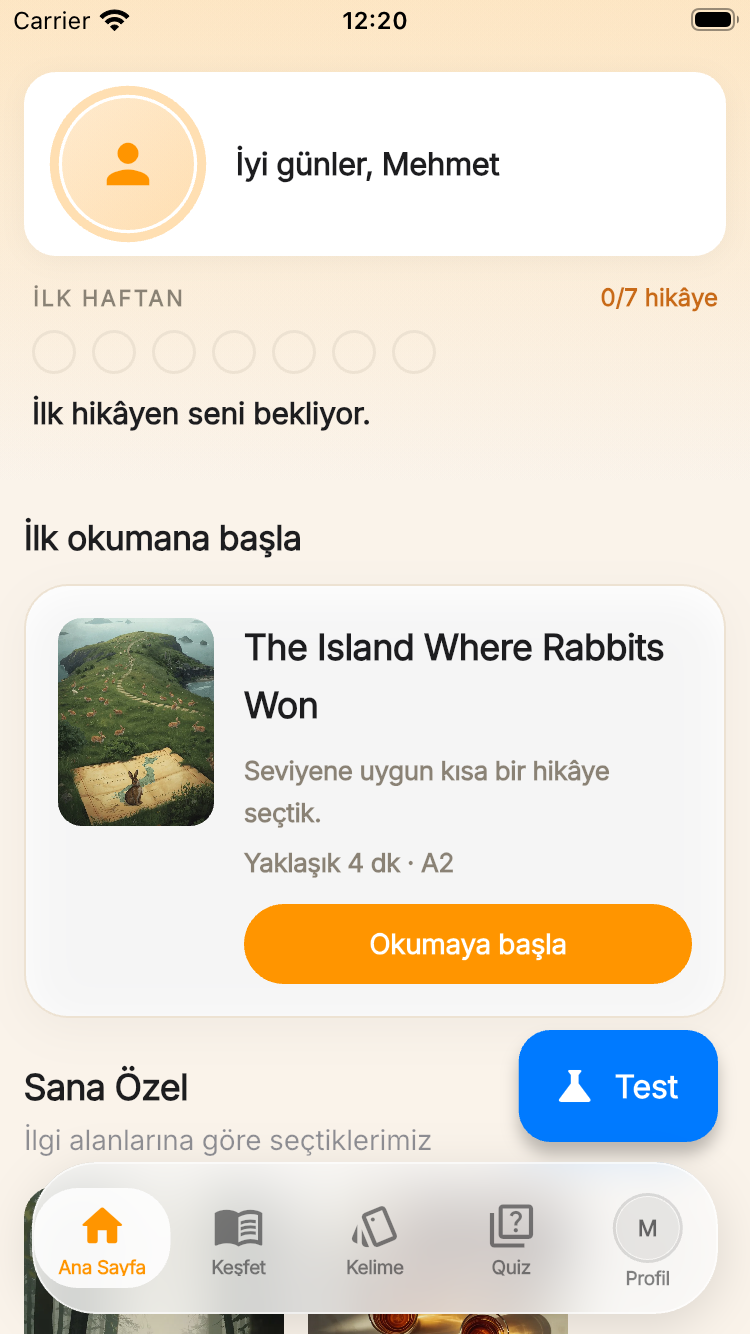 Carrier 12:20
İyi günler, Mehmet
İLK HAFTAN 0/7 hikâye
İlk hikâyen seni bekliyor.
İlk okumana başla
The Island Where Rabbits
Won
Seviyene uygun kısa bir hikâye
seçtik.
Yaklaşık 4 dk · A2
Okumaya başla
Sana Özel
Test
İlgi alanlarına göre seçtiklerimiz
Ana Sayfa
Keşfet
Kelime
?
Quiz
M
Profil